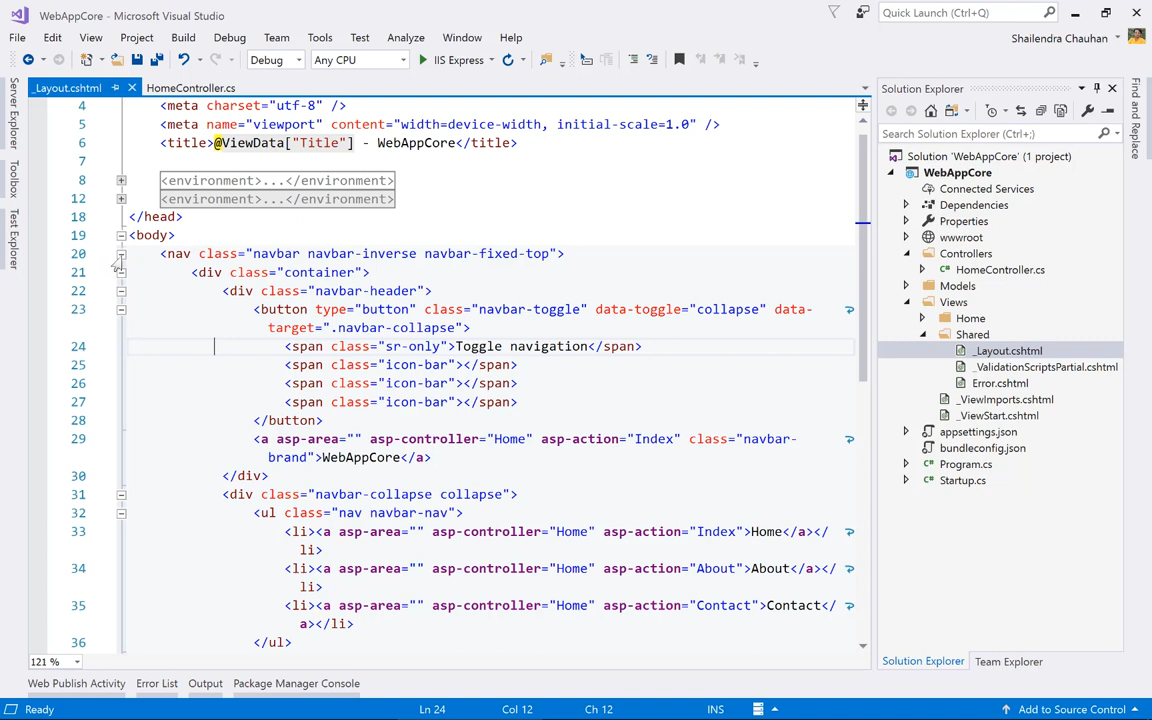 WebAppCore - Microsoft Visual Studio
Quick Launch (Ctrl+Q)
File Edit View Project Build Debug Team Tools Test Analyze Window Help
Shailendra Chauhan
Debug Any CPU IIS Express
Server Explorer
Toolbox
Test Explorer
_Layout.cshtml HomeController.cs
4 <meta charset="utf-8" />
5 <meta name="viewport" content="width=device-width, initial-scale=1.0" />
6 <title>@ViewData["Title"] - WebAppCore</title>
7
8 <environment>...</environment>
12 <environment>...</environment>
18 </head>
19 <body>
20 <nav class="navbar navbar-inverse navbar-fixed-top">
21 <div class="container">
22 <div class="navbar-header">
23 <button type="button" class="navbar-toggle" data-toggle="collapse" data-
target=".navbar-collapse">
24 <span class="sr-only">Toggle navigation</span>
25 <span class="icon-bar"></span>
26 <span class="icon-bar"></span>
27 <span class="icon-bar"></span>
28 </button>
29 <a asp-area="" asp-controller="Home" asp-action="Index" class="navbar-
brand">WebAppCore</a>
30 </div>
31 <div class="navbar-collapse collapse">
32 <ul class="nav navbar-nav">
33 <li><a asp-area="" asp-controller="Home" asp-action="Index">Home</a></
li>
34 <li><a asp-area="" asp-controller="Home" asp-action="About">About</a></
li>
35 <li><a asp-area="" asp-controller="Home" asp-action="Contact">Contact</
a></li>
36 </ul>
121 %
Solution Explorer
Search Solution Explorer (Ctrl+;)
Solution 'WebAppCore' (1 project)
WebAppCore
Connected Services
Dependencies
Properties
wwwroot
Controllers
HomeController.cs
Models
Views
Home
Shared
_Layout.cshtml
_ValidationScriptsPartial.cshtml
Error.cshtml
_ViewImports.cshtml
_ViewStart.cshtml
appsettings.json
bundleconfig.json
Program.cs
Startup.cs
Solution Explorer Team Explorer
Find and Replace
Web Publish Activity Error List Output Package Manager Console
Ready Ln 24 Col 12 Ch 12 INS Add to Source Control